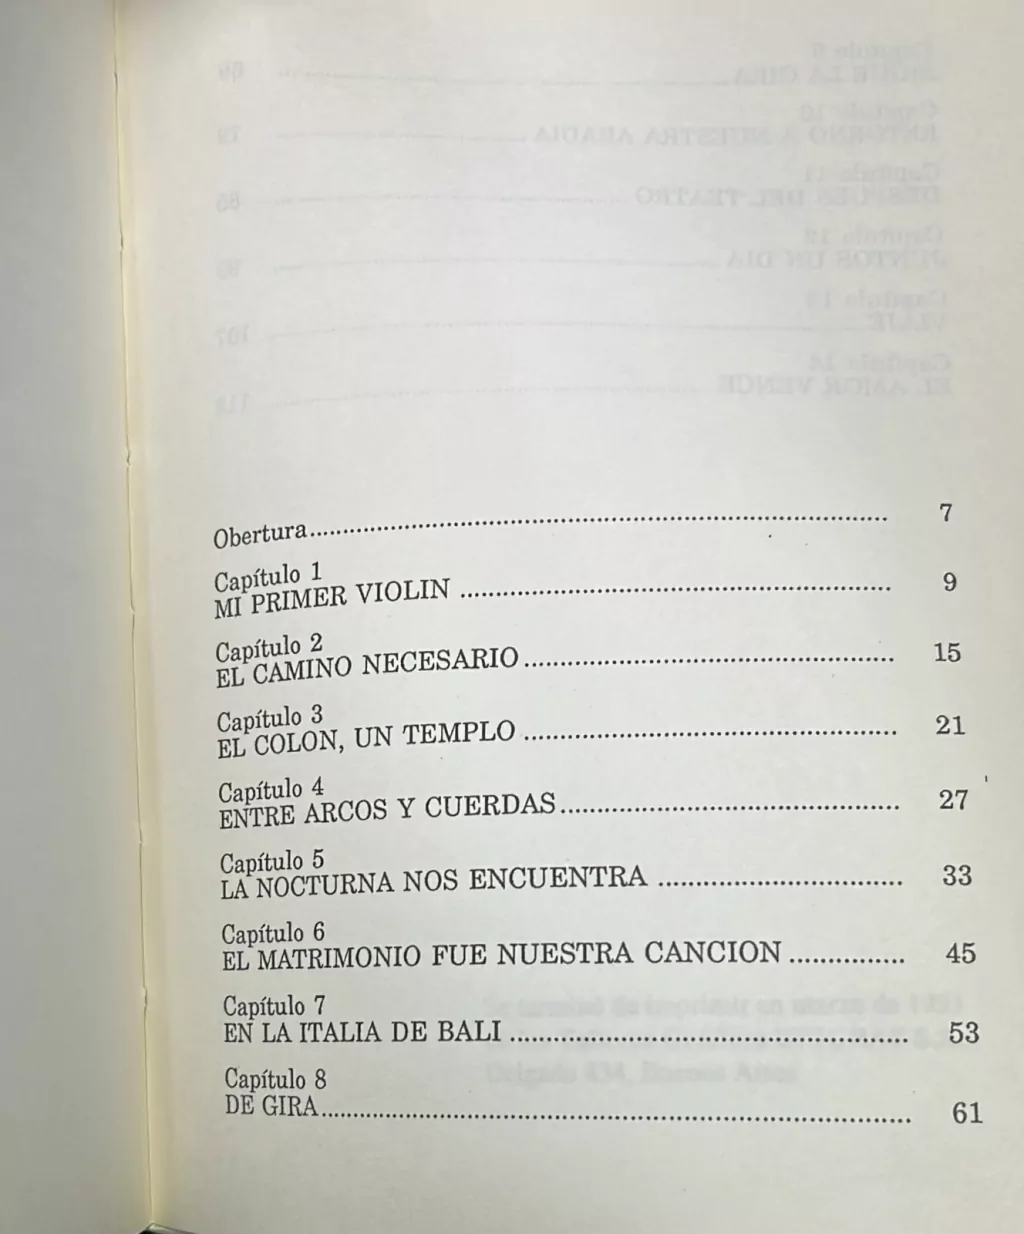 Obertura........ 7
Capítulo 1
MI PRIMER VIOLIN ........ 9
Capítulo 2
EL CAMINO NECESARIO ........ 15
Capítulo 3
EL COLON, UN TEMPLO ........ 21
Capítulo 4
ENTRE ARCOS Y CUERDAS ........ 27
Capítulo 5
LA NOCTURNA NOS ENCUENTRA ........ 33
Capítulo 6
EL MATRIMONIO FUE NUESTRA CANCION ........ 45
Capítulo 7
EN LA ITALIA DE BALI ........ 53
Capítulo 8
DE GIRA ........ 61